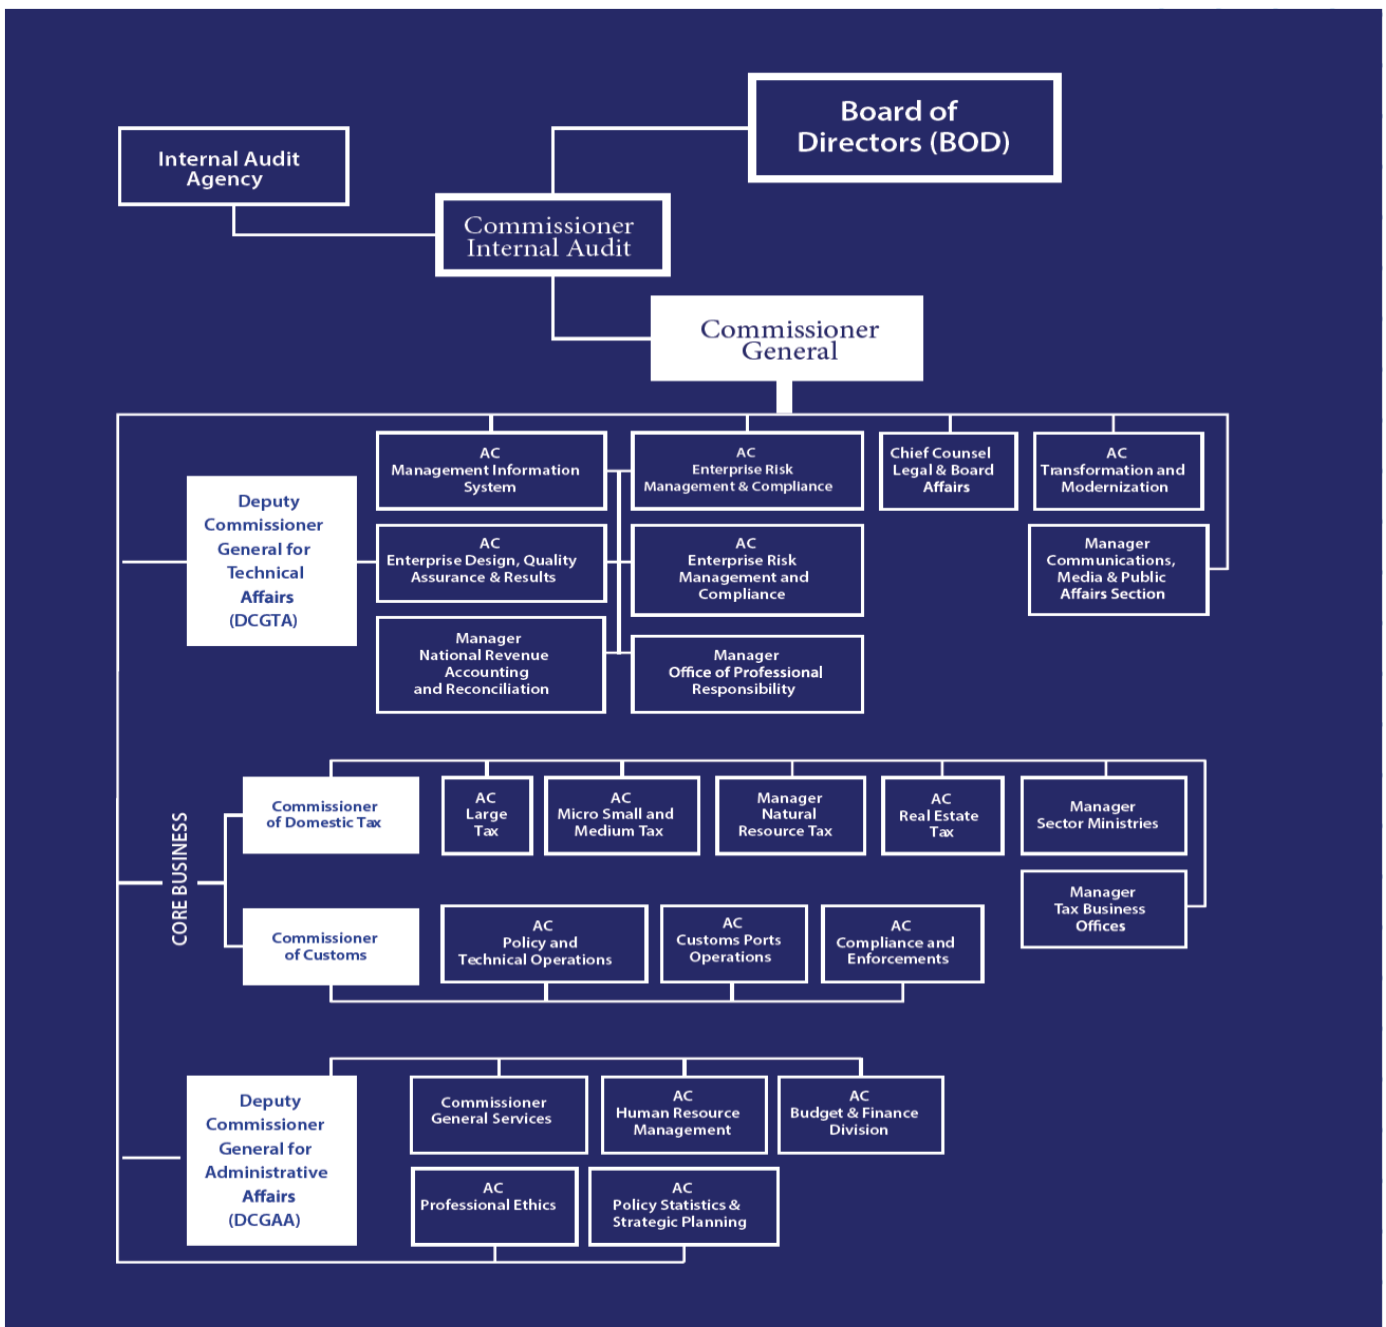 Board of
Directors (BOD)
Internal Audit
Agency
Commissioner
Internal Audit
Commissioner
General
AC
Management Information
System
AC
Enterprise Risk
Management & Compliance
Chief Counsel
Legal & Board
Affairs
AC
Transformation and
Modernization
Deputy
Commissioner
General for
Technical
Affairs
(DCGTA)
AC
Enterprise Design, Quality
Assurance & Results
AC
Enterprise Risk
Management and
Compliance
Manager
Communications,
Media & Public
Affairs Section
Manager
National Revenue
Accounting
and Reconciliation
Manager
Office of Professional
Responsibility
CORE BUSINESS
Commissioner
of Domestic Tax
AC
Large
Tax
AC
Micro Small and
Medium Tax
Manager
Natural
Resource Tax
AC
Real Estate
Tax
Manager
Sector Ministries
Manager
Tax Business
Offices
Commissioner
of Customs
AC
Policy and
Technical Operations
AC
Customs Ports
Operations
AC
Compliance and
Enforcements
Deputy
Commissioner
General for
Administrative
Affairs
(DCGAA)
Commissioner
General Services
AC
Human Resource
Management
AC
Budget & Finance
Division
AC
Professional Ethics
AC
Policy Statistics &
Strategic Planning